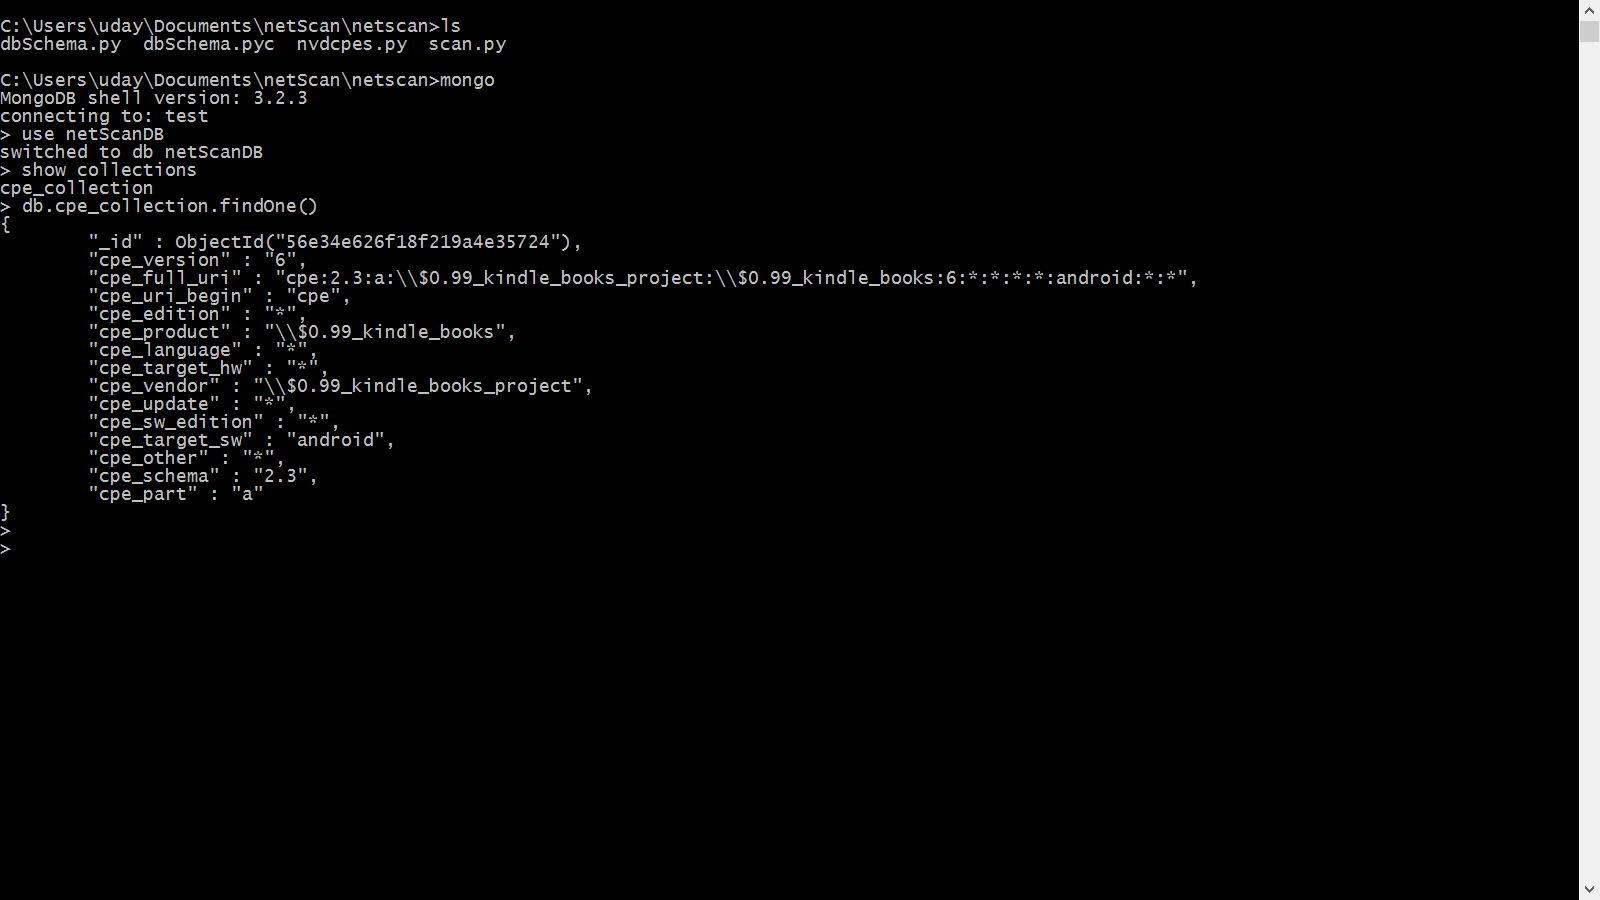 C:\Users\uday\Documents\netScan\netscan>ls
dbSchema.py  dbSchema.pyc  nvdcpes.py  scan.py
C:\Users\uday\Documents\netScan\netscan>mongo
MongoDB shell version: 3.2.3
connecting to: test
> use netScanDB
switched to db netScanDB
> show collections
cpe_collection
> db.cpe_collection.findOne()
{
        "_id" : ObjectId("56e34e626f18f219a4e35724"),
        "cpe_version" : "6",
        "cpe_full_uri" : "cpe:2.3:a:\\$0.99_kindle_books_project:\\$0.99_kindle_books:6:*:*:*:*:android:*:*",
        "cpe_uri_begin" : "cpe",
        "cpe_edition" : "*",
        "cpe_product" : "\\$0.99_kindle_books",
        "cpe_language" : "*",
        "cpe_target_hw" : "*",
        "cpe_vendor" : "\\$0.99_kindle_books_project",
        "cpe_update" : "*",
        "cpe_sw_edition" : "*",
        "cpe_target_sw" : "android",
        "cpe_other" : "*",
        "cpe_schema" : "2.3",
        "cpe_part" : "a"
}
>
>